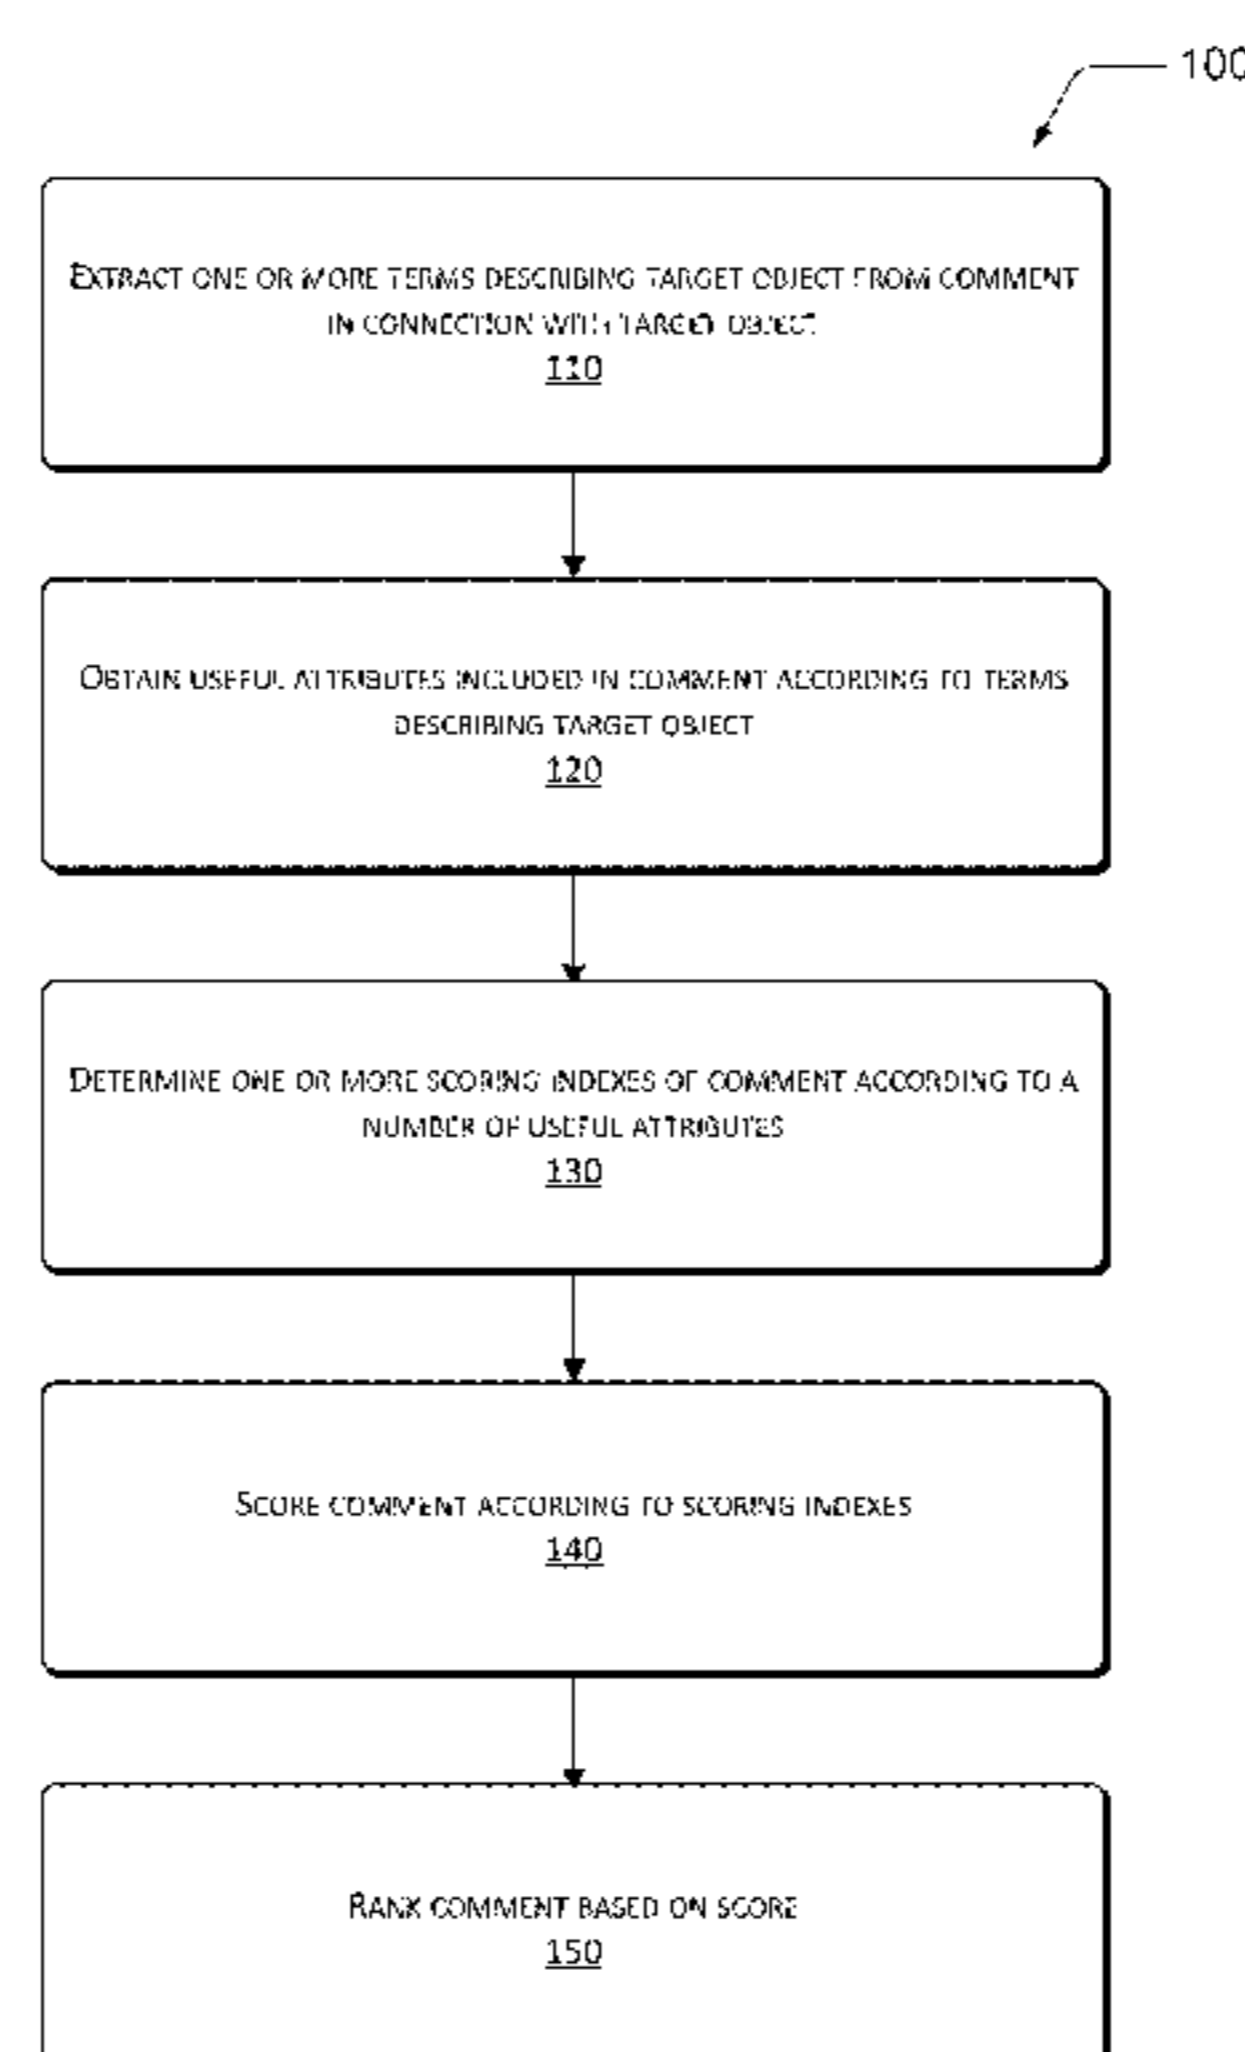 100
EXTRACT ONE OR MORE TERMS DESCRIBING TARGET OBJECT FROM COMMENT
IN CONNECTION WITH TARGET OBJECT
110
OBTAIN USEFUL ATTRIBUTES INCLUDED IN COMMENT ACCORDING TO TERMS
DESCRIBING TARGET OBJECT
120
DETERMINE ONE OR MORE SCORING INDEXES OF COMMENT ACCORDING TO A
NUMBER OF USEFUL ATTRIBUTES
130
SCORE COMMENT ACCORDING TO SCORING INDEXES
140
RANK COMMENT BASED ON SCORE
150